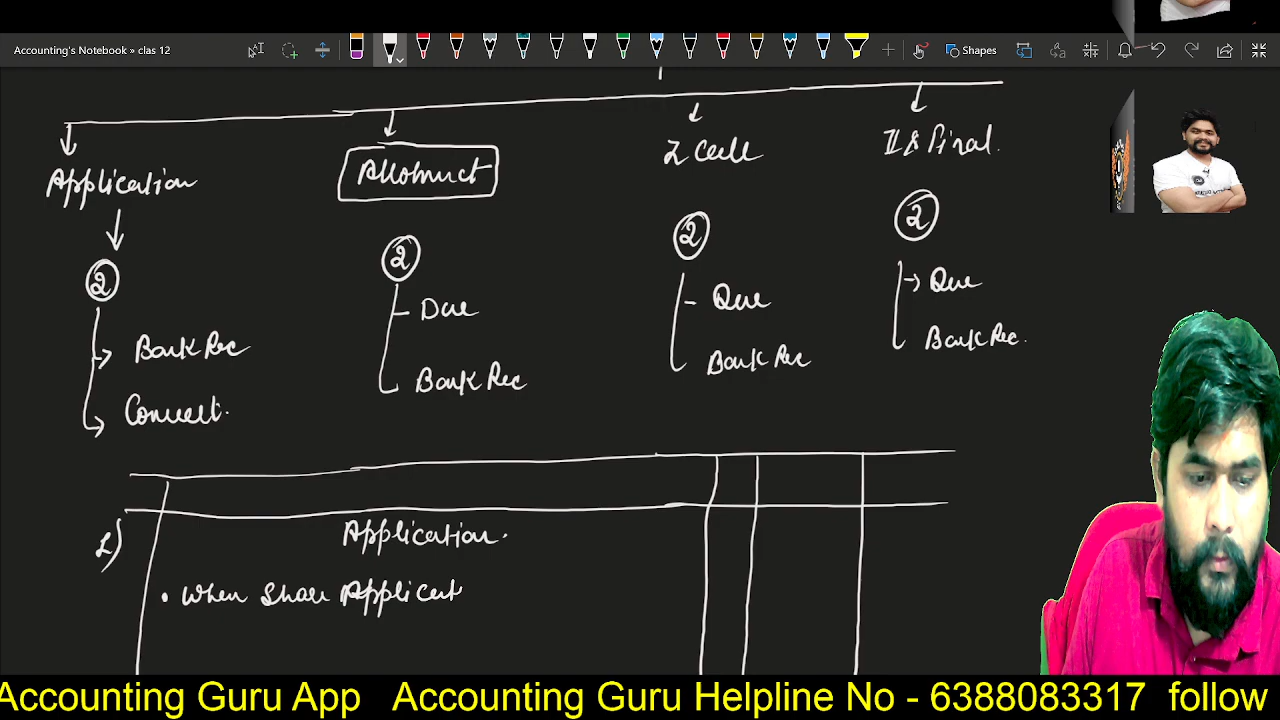 Accounting's Notebook » clas 12
Shapes
Application
Allotment
I Call
II & Final.
2
2
2
2
Bank Rec
Convert.
Due
Bank Rec
Due
Bank Rec
Due
Bank Rec.
1)
Application.
• When Share Applicat
Accounting Guru App Accounting Guru Helpline No - 6388083317 follow